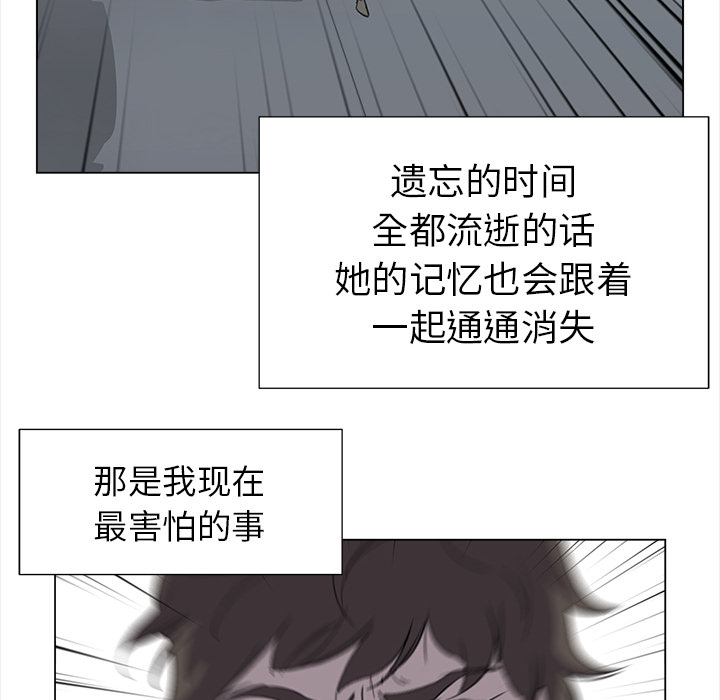 遗忘的时间
全都流逝的话
她的记忆也会跟着
一起通通消失
那是我现在
最害怕的事